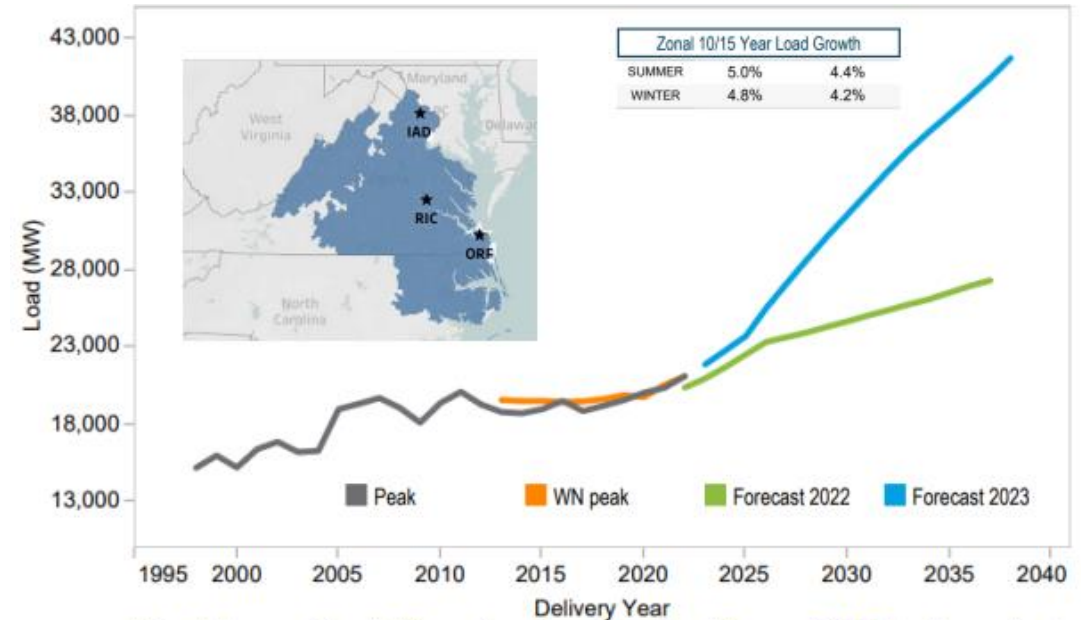 43,000
38,000
33,000
28,000
23,000
18,000
13,000
Load (MW)
Zonal 10/15 Year Load Growth
SUMMER 5.0% 4.4%
WINTER 4.8% 4.2%
Maryland
West
Virginia
IAD
RIC
ORF
North
Carolina
Peak
WN peak
Forecast 2022
Forecast 2023
1995 2000 2005 2010 2015 2020 2025 2030 2035 2040
Delivery Year